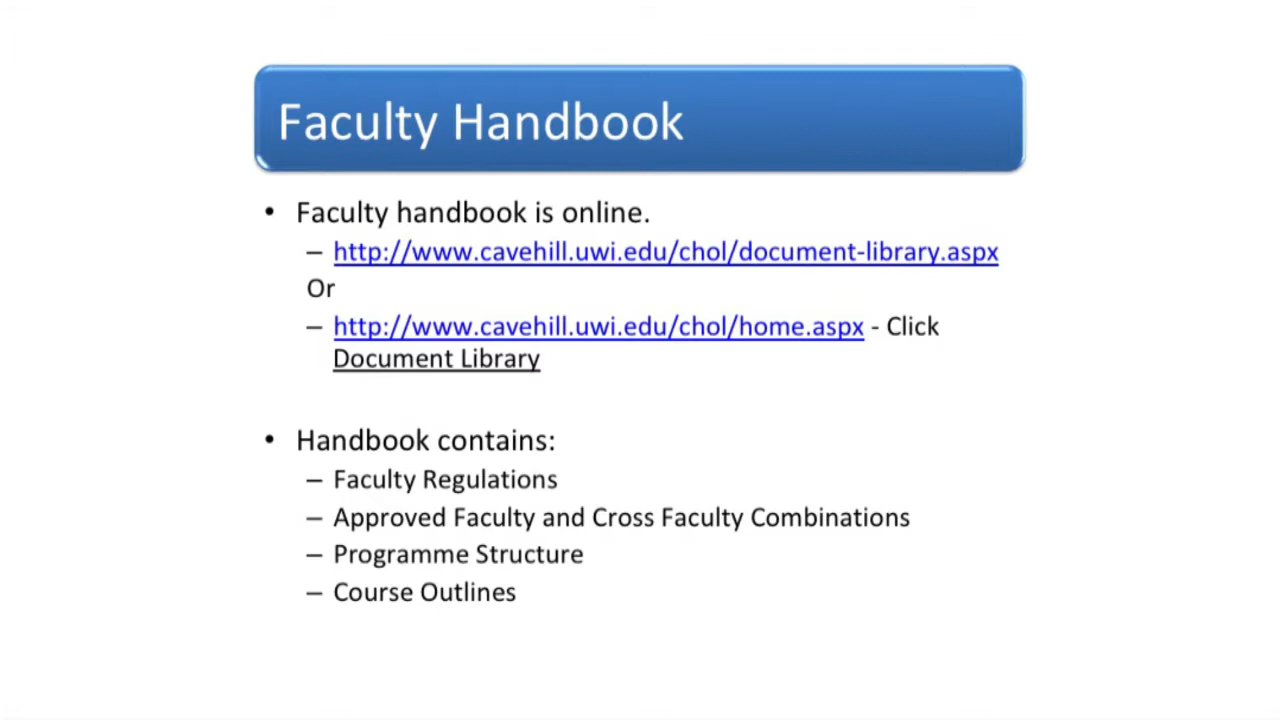 Faculty Handbook
• Faculty handbook is online.
– http://www.cavehill.uwi.edu/chol/document-library.aspx
Or
– http://www.cavehill.uwi.edu/chol/home.aspx - Click
Document Library
• Handbook contains:
– Faculty Regulations
– Approved Faculty and Cross Faculty Combinations
– Programme Structure
– Course Outlines